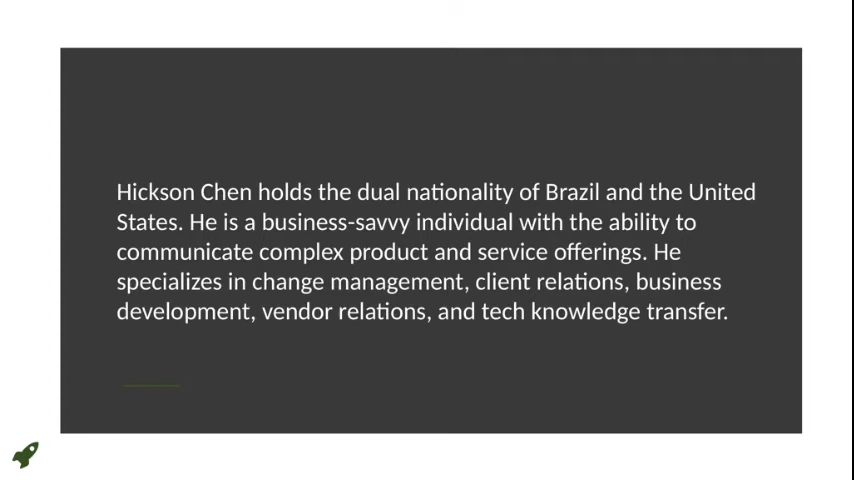 Hickson Chen holds the dual nationality of Brazil and the United
States. He is a business-savvy individual with the ability to
communicate complex product and service offerings. He
specializes in change management, client relations, business
development, vendor relations, and tech knowledge transfer.